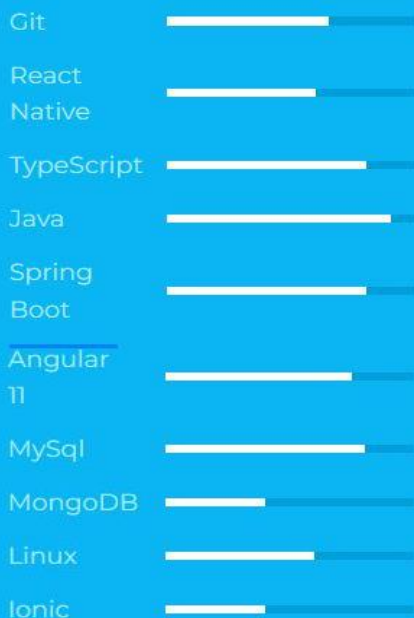 Git
React
Native
TypeScript
Java
Spring
Boot
Angular
11
MySql
MongoDB
Linux
Ionic